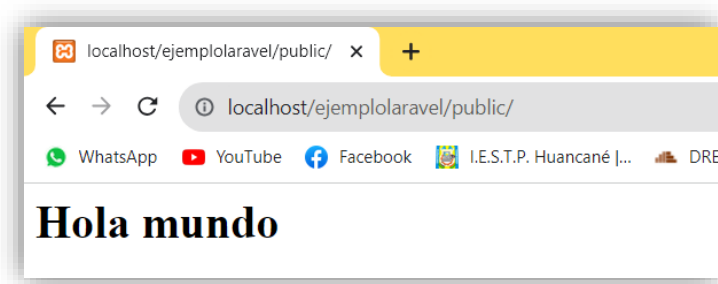 localhost/ejemplolaravel/public/
localhost/ejemplolaravel/public/
WhatsApp YouTube Facebook I.E.S.T.P. Huancané |... DRE
Hola mundo